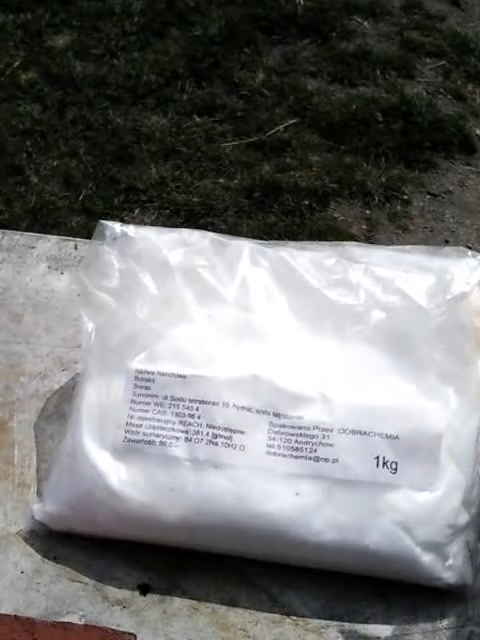 Nazwa handlowa:
Boraks
Borax
Synonim: di Sodu tetraboran 10 hydrat, sodu tetraboran
Numer WE: 215 540 4
Numer CAS: 1303-96 4
Nr rejestracyjny REACH: Niedostępne
Masa cząsteczkowa: 381.4 [g/mol]
Wzór sumaryczny: B4 O7 2Na 10H2 O
Zawartość: 99.0
Spakowano Przez: DOBRACHEMIA
Dąbrowskiego 31
34-120 Andrychow
tel.510585124
dobrachemia@op.pl
1kg